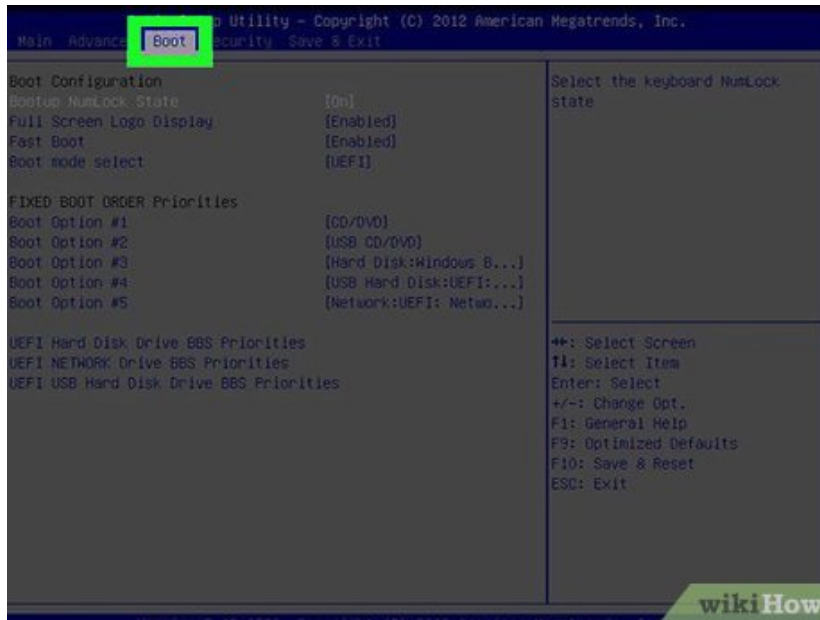 Utility – Copyright (C) 2012 American Megatrends, Inc.
Main Advance Boot ecurity Save & Exit
Boot Configuration
Bootup NumLock State [On]
Full Screen Logo Display [Enabled]
Fast Boot [Enabled]
Boot mode select [UEFI]
FIXED BOOT ORDER Priorities
Boot Option #1 [CD/DVD]
Boot Option #2 [USB CD/DVD]
Boot Option #3 [Hard Disk:Windows B...]
Boot Option #4 [USB Hard Disk:UEFI:...]
Boot Option #5 [Network:UEFI: Netwo...]
UEFI Hard Disk Drive BBS Priorities
UEFI NETWORK Drive BBS Priorities
UEFI USB Hard Disk Drive BBS Priorities
Select the keyboard NumLock
state
→←: Select Screen
↑↓: Select Item
Enter: Select
+/-: Change Opt.
F1: General Help
F9: Optimized Defaults
F10: Save & Reset
ESC: Exit
wikiHow